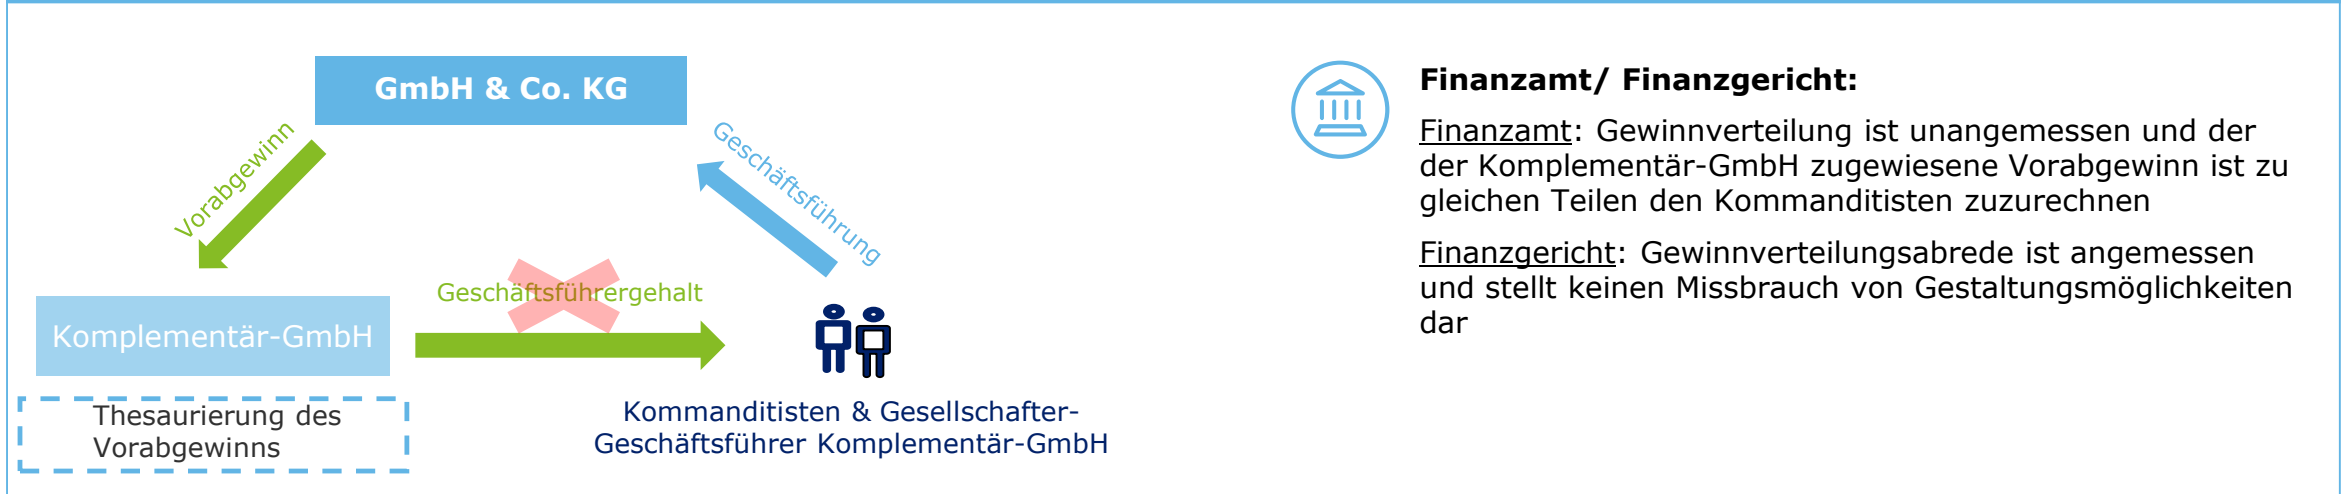 GmbH & Co. KG
Vorabgewinn
Geschäftsführung
Geschäftsführergehalt
Komplementär-GmbH
Thesaurierung des
Vorabgewinns
Kommanditisten & Gesellschafter-
Geschäftsführer Komplementär-GmbH
Finanzamt/ Finanzgericht:
Finanzamt: Gewinnverteilung ist unangemessen und der
der Komplementär-GmbH zugewiesene Vorabgewinn ist zu
gleichen Teilen den Kommanditisten zuzurechnen
Finanzgericht: Gewinnverteilungsabrede ist angemessen
und stellt keinen Missbrauch von Gestaltungsmöglichkeiten
dar